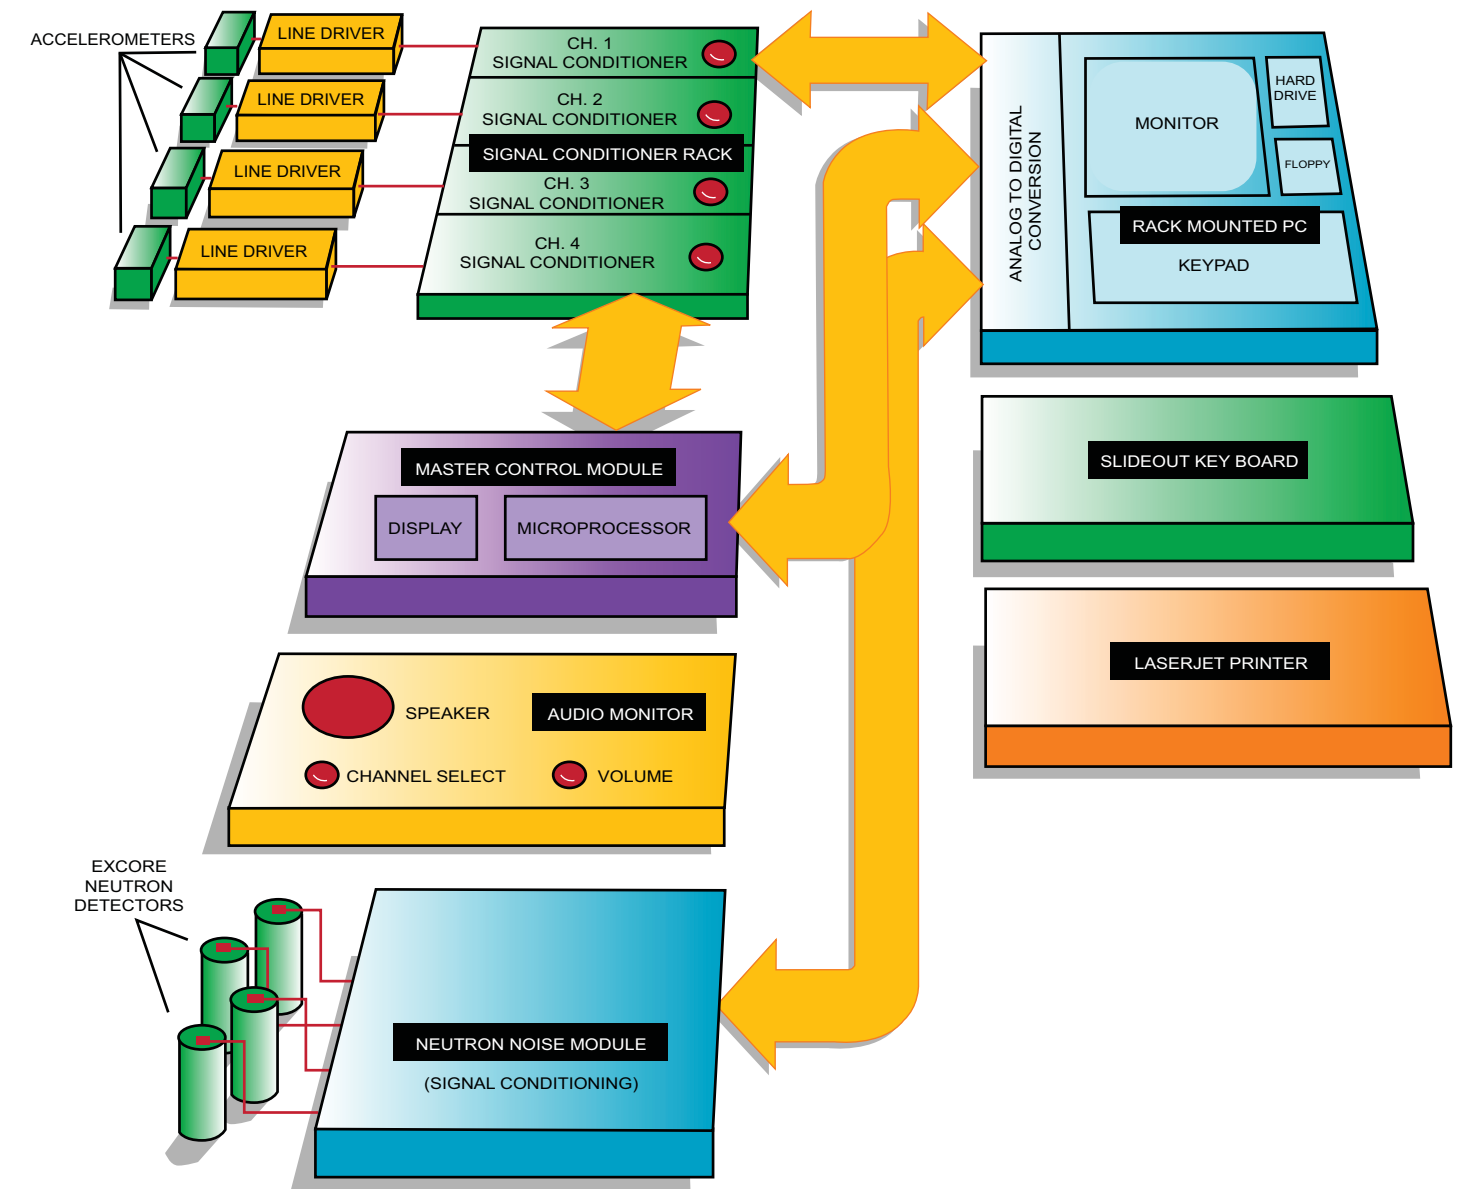 ACCELEROMETERS
LINE DRIVER
LINE DRIVER
LINE DRIVER
LINE DRIVER
CH. 1
SIGNAL CONDITIONER
CH. 2
SIGNAL CONDITIONER
SIGNAL CONDITIONER RACK
CH. 3
SIGNAL CONDITIONER
CH. 4
SIGNAL CONDITIONER
ANALOG TO DIGITAL
CONVERSION
MONITOR
HARD
DRIVE
FLOPPY
RACK MOUNTED PC
KEYPAD
SLIDEOUT KEY BOARD
LASERJET PRINTER
MASTER CONTROL MODULE
DISPLAY
MICROPROCESSOR
SPEAKER
AUDIO MONITOR
CHANNEL SELECT
VOLUME
EXCORE
NEUTRON
DETECTORS
NEUTRON NOISE MODULE
(SIGNAL CONDITIONING)